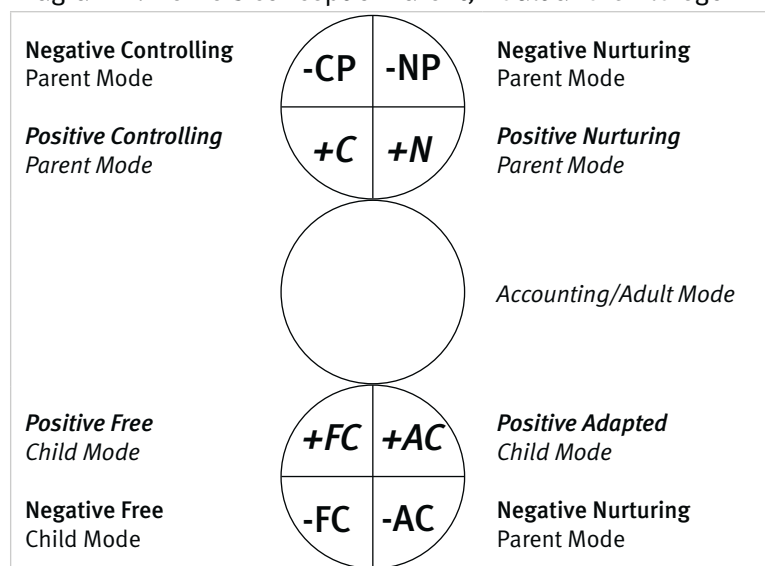 Negative Controlling
Parent Mode
-CP
-NP
Negative Nurturing
Parent Mode
Positive Controlling
Parent Mode
+C
+N
Positive Nurturing
Parent Mode
Accounting/Adult Mode
Positive Free
Child Mode
+FC
+AC
Positive Adapted
Child Mode
Negative Free
Child Mode
-FC
-AC
Negative Nurturing
Parent Mode